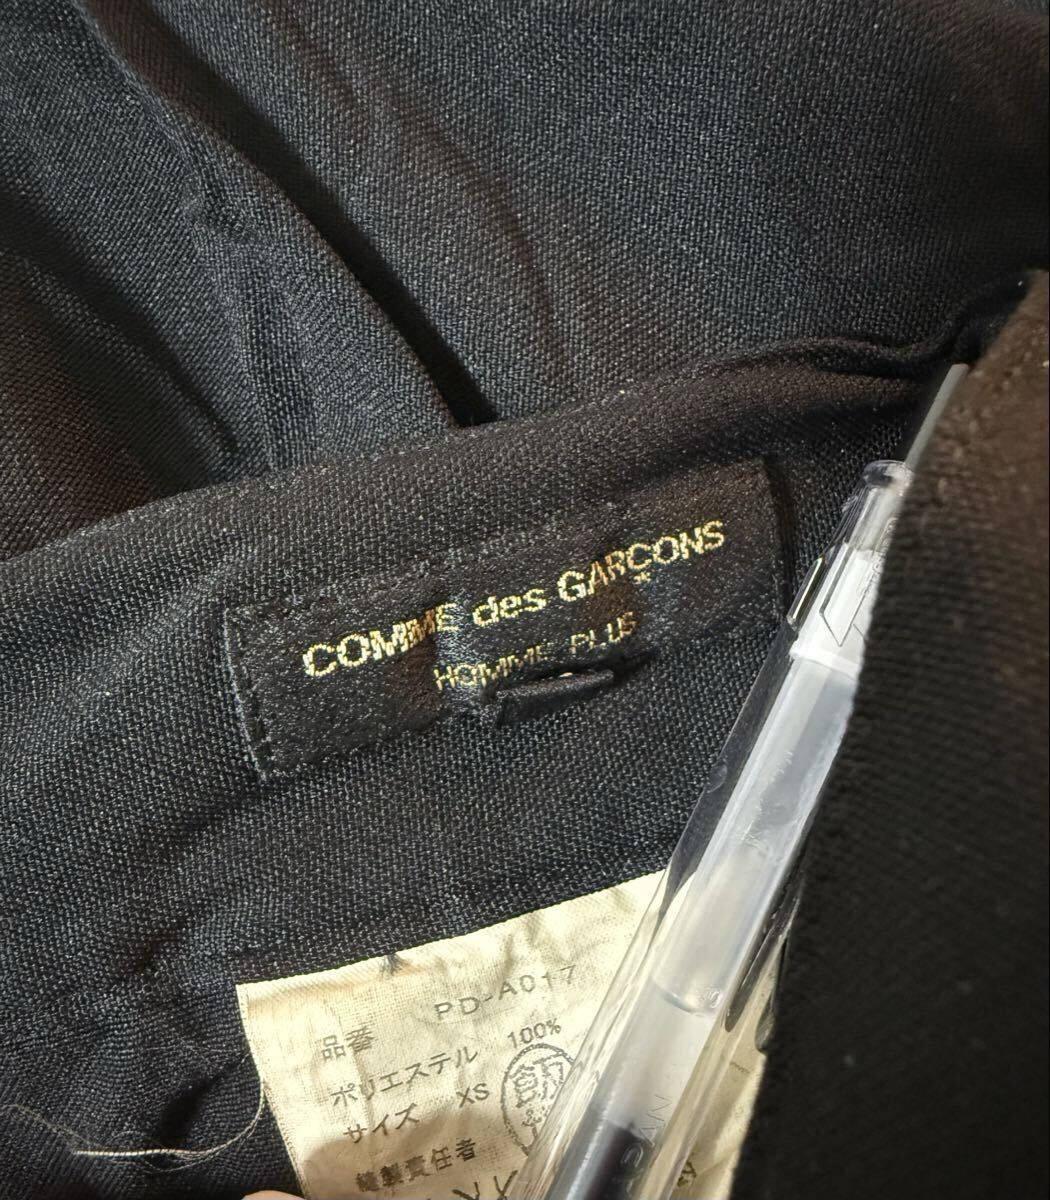 COMME des GARÇONS
HOMME PLUS
品番 PD-A017
ポリエステル 100%
サイズ XS
縫製責任者